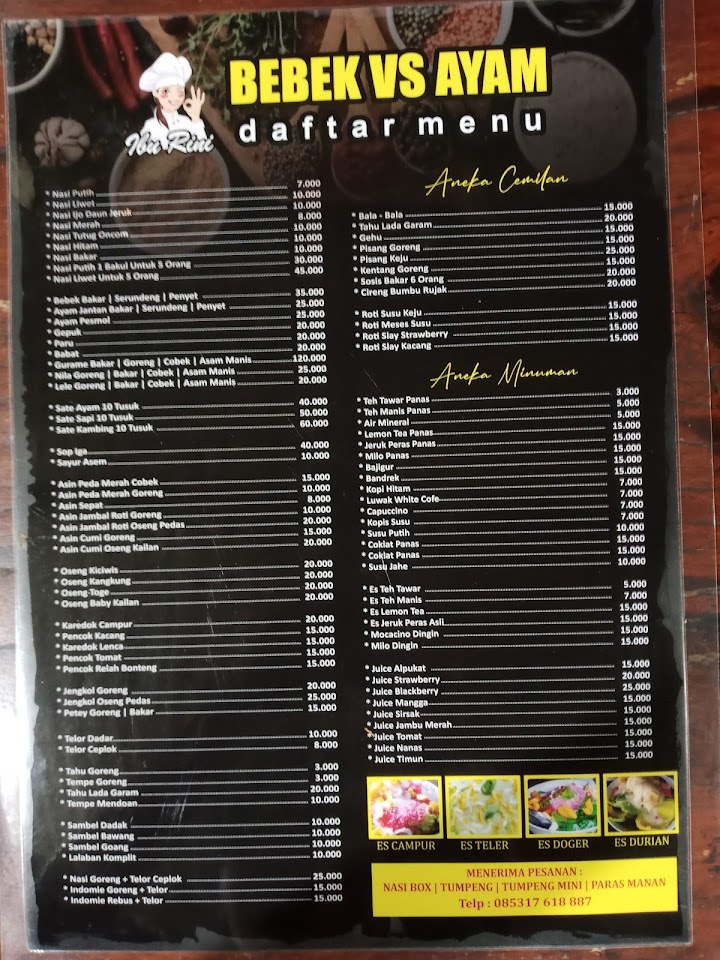 BEBEK VS AYAM
Ibu Rini
daftar menu
* Nasi Putih 7.000
* Nasi Liwet 10.000
* Nasi Ijo Daun Jeruk 10.000
* Nasi Merah 8.000
* Nasi Tutug Oncom 10.000
* Nasi Hitam 10.000
* Nasi Bakar 10.000
* Nasi Putih 1 Bakul Untuk 5 Orang 30.000
* Nasi Liwet Untuk 5 Orang 45.000
* Bebek Bakar | Serundeng | Penyet 35.000
* Ayam Jantan Bakar | Serundeng | Penyet 25.000
* Ayam Pesmol 25.000
* Gepuk 20.000
* Paru 20.000
* Babat 20.000
* Gurame Bakar | Goreng | Cobek | Asam Manis 120.000
* Nila Goreng | Bakar | Cobek | Asam Manis 25.000
* Lele Goreng | Bakar | Cobek | Asam Manis 20.000
* Sate Ayam 10 Tusuk 40.000
* Sate Sapi 10 Tusuk 50.000
* Sate Kambing 10 Tusuk 60.000
* Sop Iga 40.000
* Sayur Asem 10.000
* Asin Peda Merah Cobek 15.000
* Asin Peda Merah Goreng 10.000
* Asin Sepat 8.000
* Asin Jambal Roti Goreng 10.000
* Asin Jambal Roti Oseng Pedas 20.000
* Asin Cumi Goreng 15.000
* Asin Cumi Oseng Kailan 20.000
* Oseng Kiciwis 20.000
* Oseng Kangkung 20.000
* Oseng-Toge 20.000
* Oseng Baby Kailan 20.000
* Karedok Campur 20.000
* Pencok Kacang 15.000
* Karedok Lenca 15.000
* Pencok Tomat 15.000
* Pencok Relah Bonteng 15.000
* Jengkol Goreng 20.000
* Jengkol Oseng Pedas 25.000
* Petey Goreng | Bakar 15.000
* Telor Dadar 10.000
* Telor Ceplok 8.000
* Tahu Goreng 3.000
* Tempe Goreng 3.000
* Tahu Lada Garam 20.000
* Tempe Mendoan 10.000
* Sambel Dadak 10.000
* Sambel Bawang 10.000
* Sambel Goang 10.000
* Lalaban Komplit 10.000
* Nasi Goreng + Telor Ceplok 25.000
* Indomie Goreng + Telor 15.000
* Indomie Rebus + Telor 15.000
Aneka Cemilan
* Bala - Bala 15.000
* Tahu Lada Garam 20.000
* Gehu 15.000
* Pisang Goreng 15.000
* Pisang Keju 25.000
* Kentang Goreng 15.000
* Sosis Bakar 6 Orang 20.000
* Cireng Bumbu Rujak 20.000
* Roti Susu Keju 15.000
* Roti Meses Susu 15.000
* Roti Slay Strawberry 15.000
* Roti Slay Kacang 15.000
Aneka Minuman
* Teh Tawar Panas 3.000
* Teh Manis Panas 5.000
* Air Mineral 5.000
* Lemon Tea Panas 15.000
* Jeruk Peras Panas 15.000
* Milo Panas 15.000
* Bajigur 15.000
* Bandrek 15.000
* Kopi Hitam 7.000
* Luwak White Cofe 7.000
* Capuccino 7.000
* Kopis Susu 7.000
* Susu Putih 10.000
* Coklat Panas 15.000
* Coklat Panas 15.000
* Susu Jahe 10.000
* Es Teh Tawar 5.000
* Es Teh Manis 7.000
* Es Lemon Tea 15.000
* Es Jeruk Peras Asli 15.000
* Mocacino Dingin 15.000
* Milo Dingin 15.000
* Juice Alpukat 15.000
* Juice Strawberry 20.000
* Juice Blackberry 25.000
* Juice Mangga 15.000
* Juice Sirsak 15.000
* Juice Jambu Merah 15.000
* Juice Tomat 15.000
* Juice Nanas 15.000
* Juice Timun 15.000
ES CAMPUR ES TELER ES DOGER ES DURIAN
MENERIMA PESANAN :
NASI BOX | TUMPENG | TUMPENG MINI | PARAS MANAN
Telp : 085317 618 887